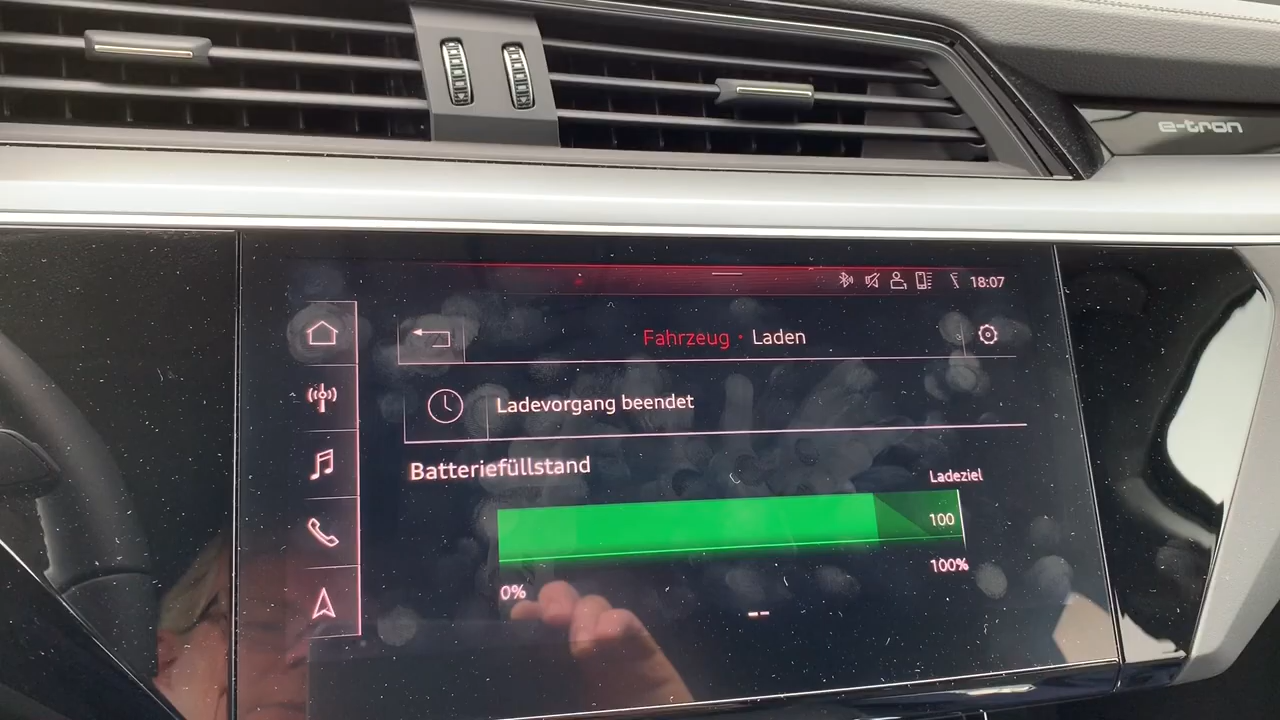 e-tron
18:07
Fahrzeug · Laden
Ladevorgang beendet
Batteriefüllstand
Ladeziel
100
0%
100%
--